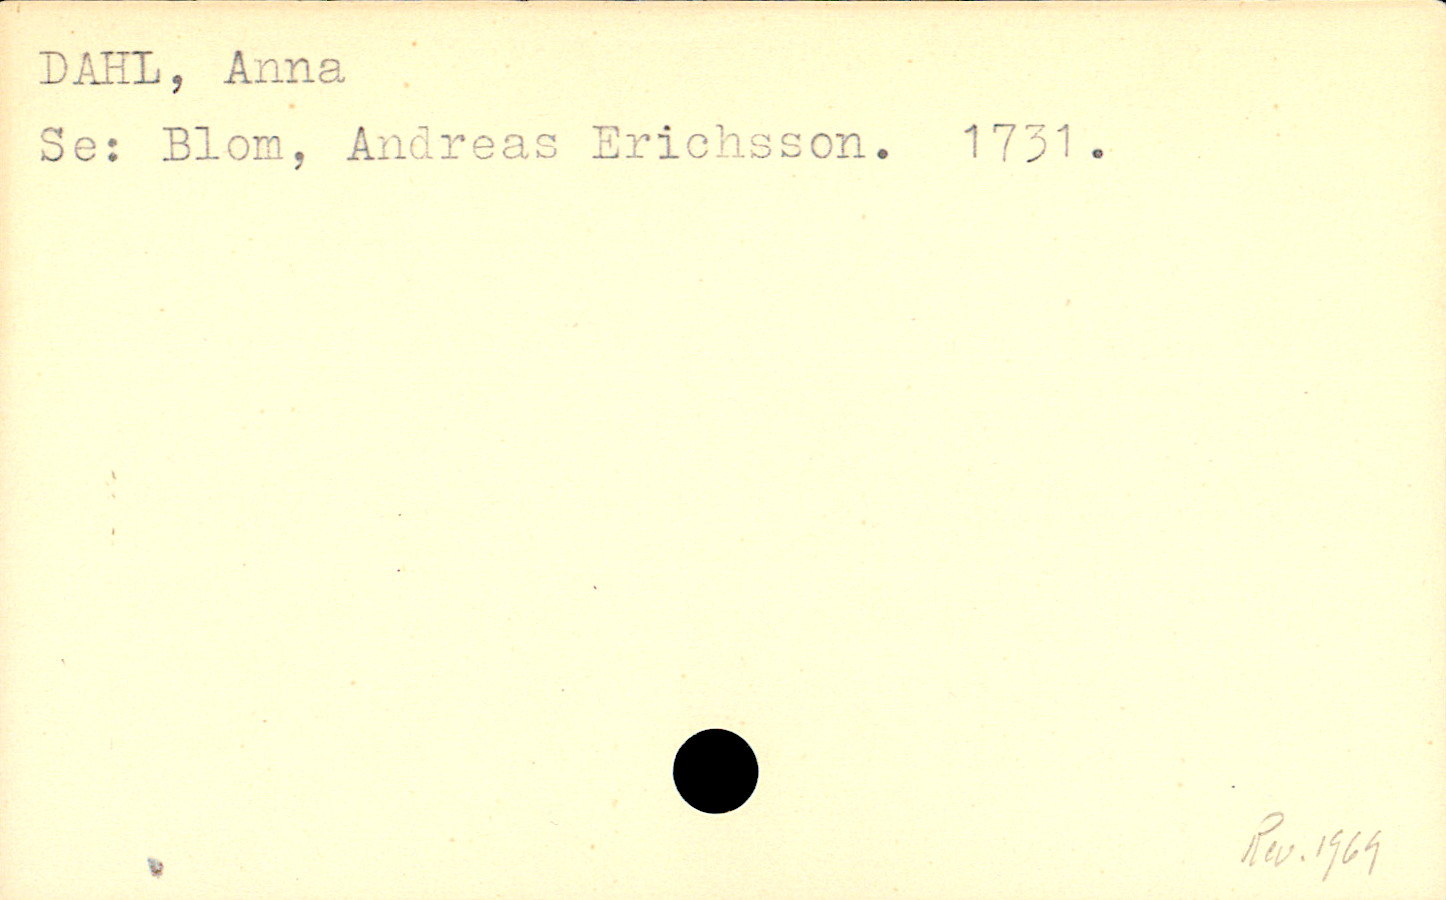 DAHL, Anna
Se: Blom, Andreas Erichsson. 1731.
Rev. 1969